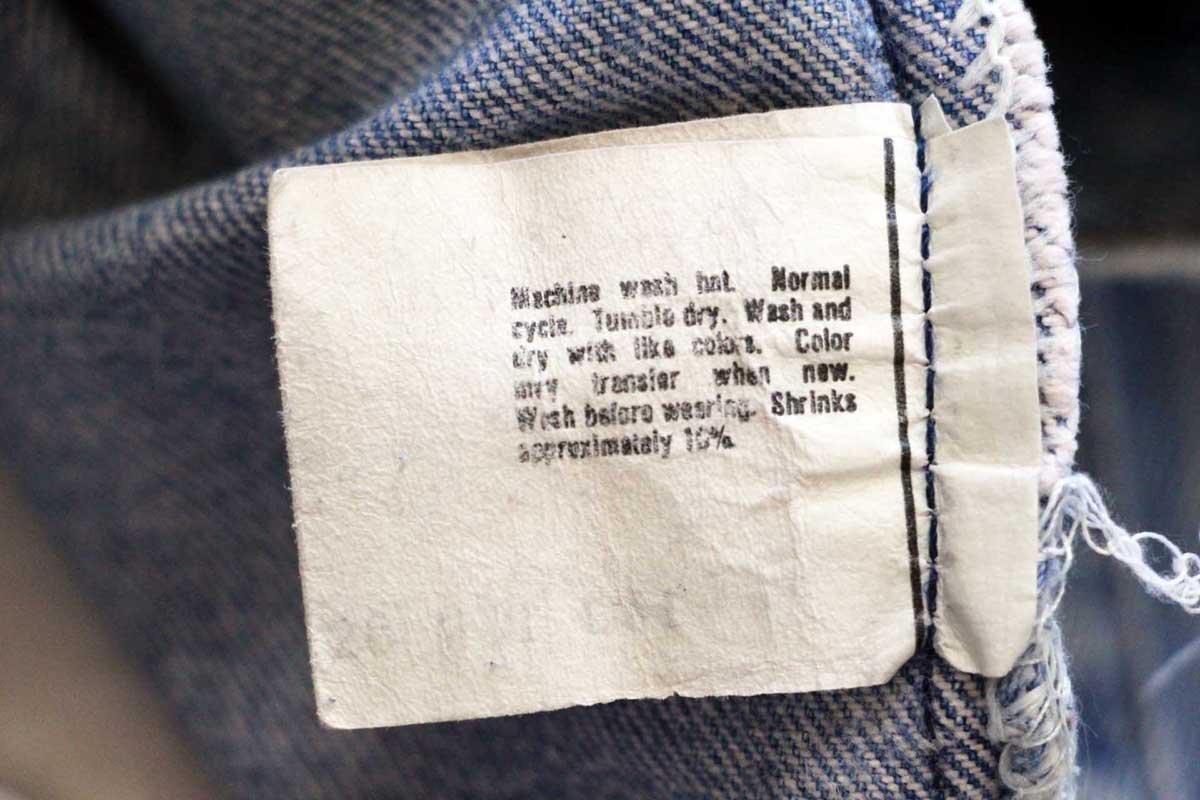 Machine wash hot. Normal
cycle. Tumble dry. Wash and
dry with like colors. Color
may transfer when new.
Wash before wearing. Shrinks
approximately 10%.